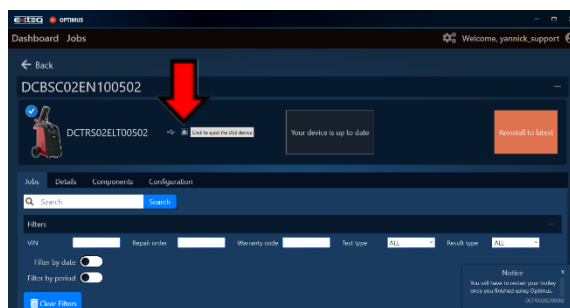 e-xteq OPTIMUS
Dashboard Jobs
Welcome, yannick_support
Back
DCBSC02EN100502
DCTRS02ELT00502
Click to eject the USB device
Your device is up to date
Reinstall to latest
Jobs Details Components Configuration
Search Search
Filters
VIN Repair order Warranty code Test type ALL Result type ALL
Filter by date
Filter by period
Clear Filters
Notice X
You will have to restart your trolley
once you finished using Optimus.